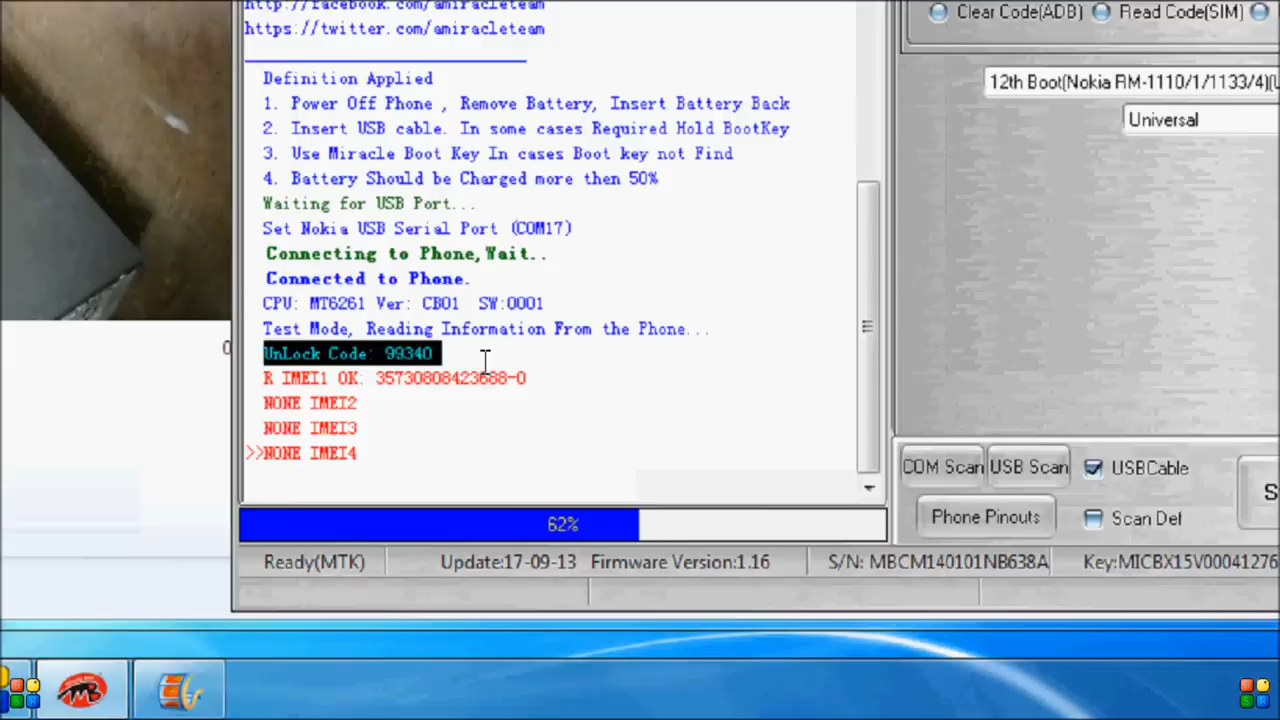 http://facebook.com/amiracleteam
https://twitter.com/amiracleteam
Definition Applied
1. Power Off Phone , Remove Battery, Insert Battery Back
2. Insert USB cable. In some cases Required Hold BootKey
3. Use Miracle Boot Key In cases Boot key not Find
4. Battery Should be Charged more then 50%
Waiting for USB Port...
Set Nokia USB Serial Port (COM17)
Connecting to Phone,Wait..
Connected to Phone.
CPU: MT6261 Ver: CB01 SW:0001
Test Mode, Reading Information From the Phone...
UnLock Code: 99340
R IMEI1 OK: 35730808423688-0
NONE IMEI2
NONE IMEI3
>>NONE IMEI4
62%
Clear Code(ADB) Read Code(SIM)
12th Boot(Nokia RM-1110/1/1133/4)(
Universal
COM Scan USB Scan USBCable
Phone Pinouts Scan Def
S
Ready(MTK) Update:17-09-13 Firmware Version:1.16 S/N: MBCM140101NB638A Key:MICBX15V00041276